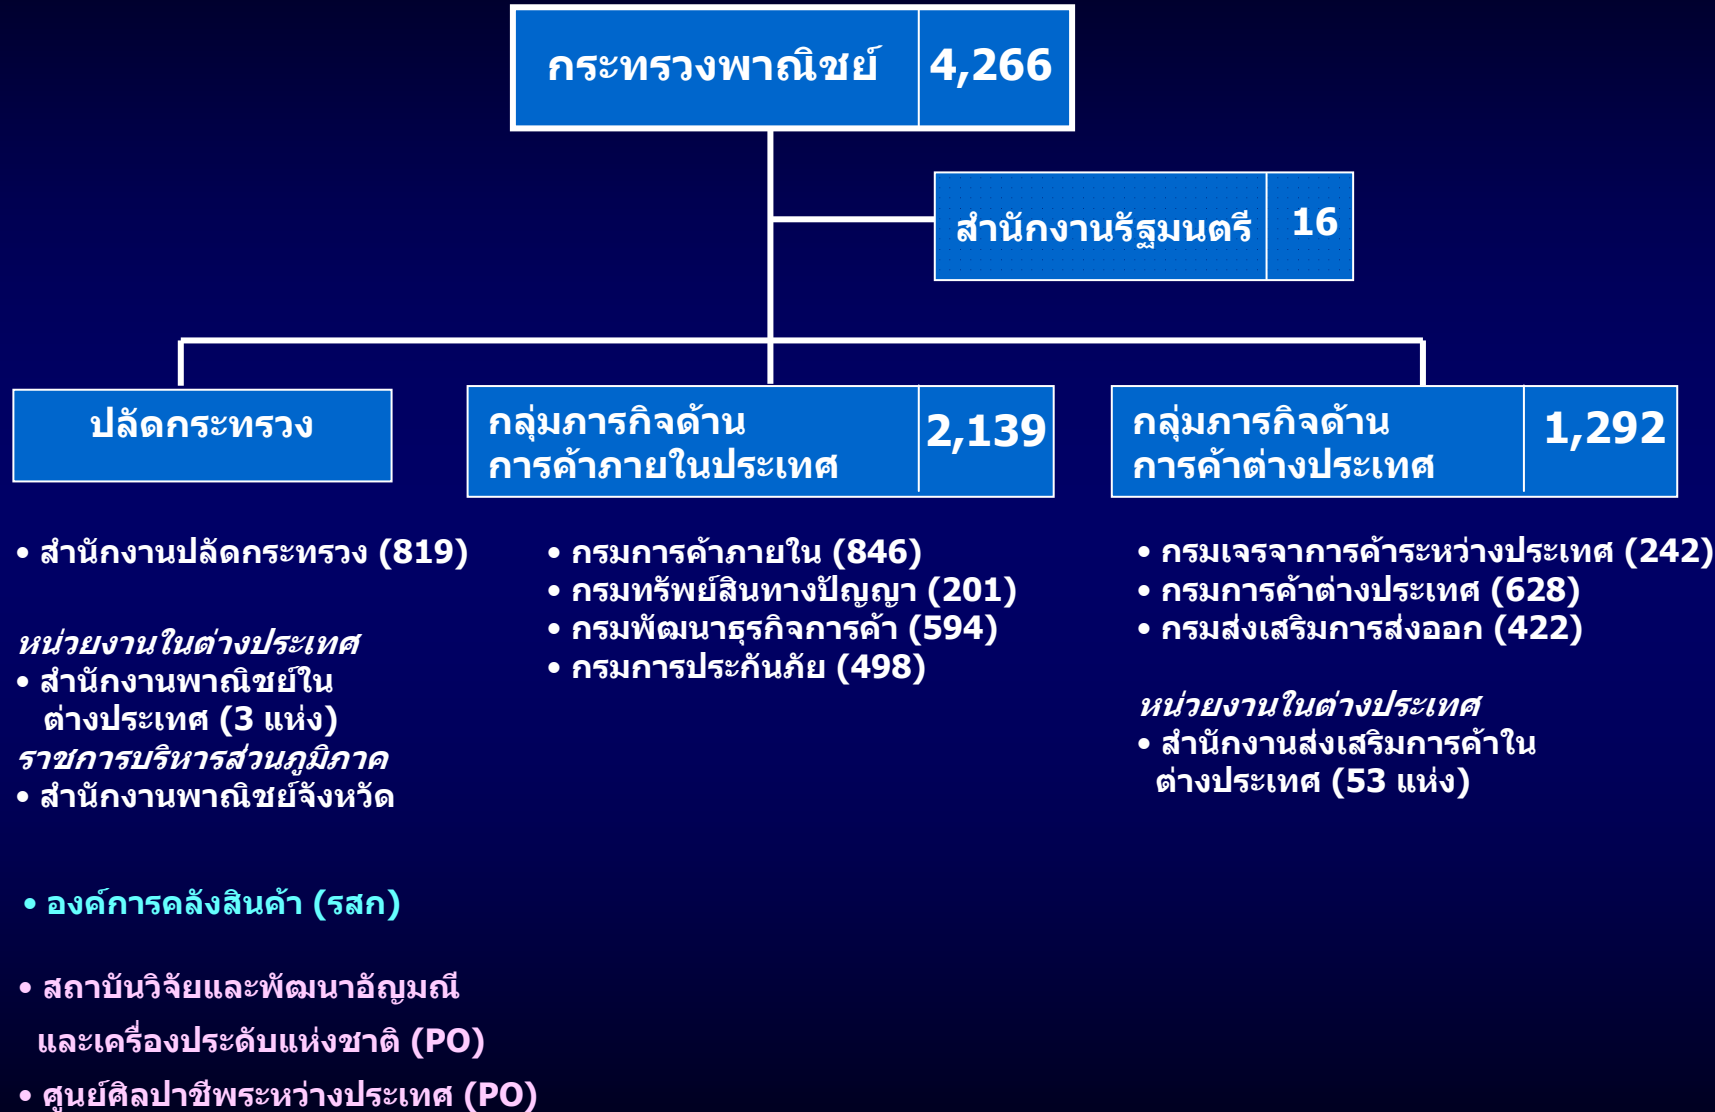 กระทรวงพาณิชย์ 4,266
สำนักงานรัฐมนตรี 16
ปลัดกระทรวง
• สำนักงานปลัดกระทรวง (819)
หน่วยงานในต่างประเทศ
• สำนักงานพาณิชย์ใน
ต่างประเทศ (3 แห่ง)
ราชการบริหารส่วนภูมิภาค
• สำนักงานพาณิชย์จังหวัด
• องค์การคลังสินค้า (รสก)
• สถาบันวิจัยและพัฒนาอัญมณี
และเครื่องประดับแห่งชาติ (PO)
• ศูนย์ศิลปาชีพระหว่างประเทศ (PO)
กลุ่มภารกิจด้าน
การค้าภายในประเทศ
2,139
• กรมการค้าภายใน (846)
• กรมทรัพย์สินทางปัญญา (201)
• กรมพัฒนาธุรกิจการค้า (594)
• กรมการประกันภัย (498)
กลุ่มภารกิจด้าน
การค้าต่างประเทศ
1,292
• กรมเจรจาการค้าระหว่างประเทศ (242)
• กรมการค้าต่างประเทศ (628)
• กรมส่งเสริมการส่งออก (422)
หน่วยงานในต่างประเทศ
• สำนักงานส่งเสริมการค้าใน
ต่างประเทศ (53 แห่ง)